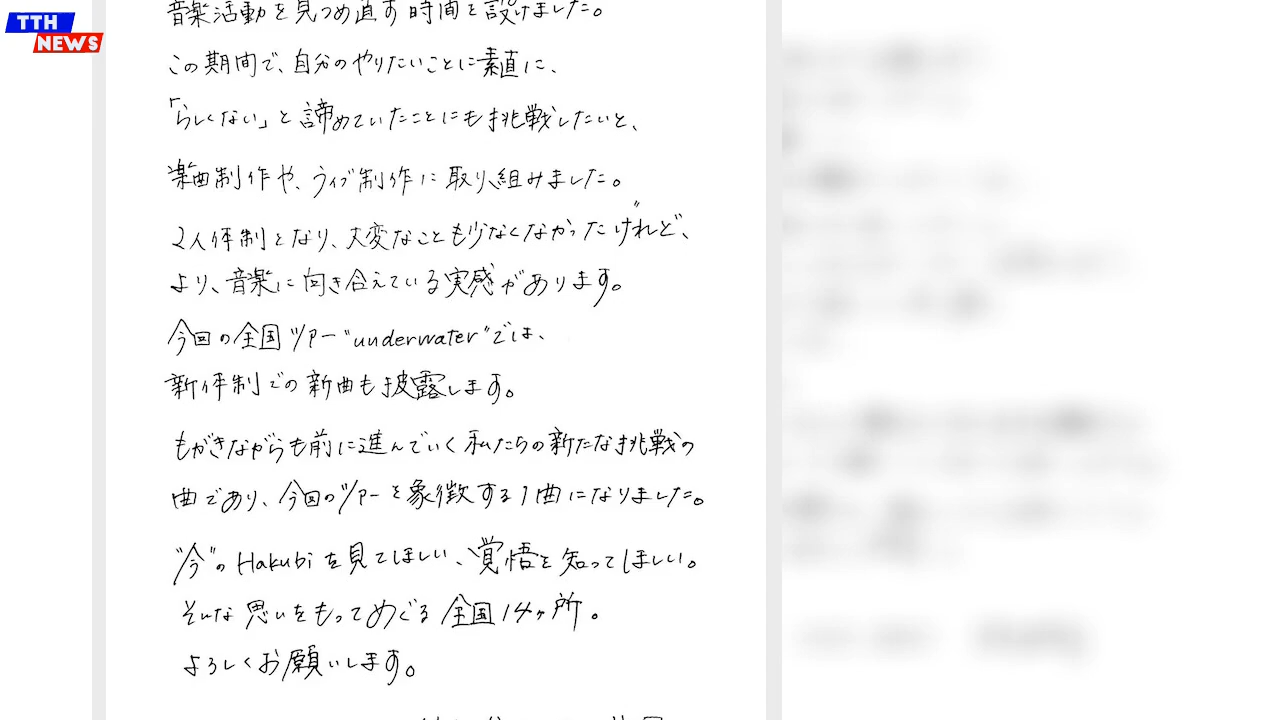 TTH
NEWS
音楽活動を見つめ直す時間を設けました。
この期間で、自分のやりたいことに素直に、
「らしくない」と諦めていたことにも挑戦したいと、
楽曲制作や、ライブ制作に取り組みました。
2人体制となり、大変なことも少なくなかったけれど、
より、音楽に向き合えている実感があります。
今回の全国ツアー"underwater"では、
新体制での新曲も披露します。
もがきながらも前に進んでいく私たちの新たな挑戦の
曲であり、今回のツアーを象徴する1曲になりました。
"今"のHakubiを見てほしい、覚悟を知ってほしい。
そんな思いをもってめぐる全国14ヶ所。
よろしくお願いします。